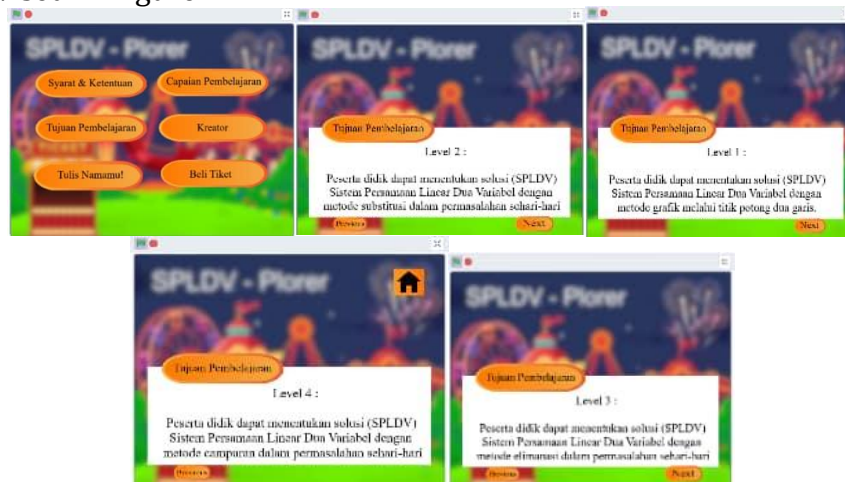 SPLDV - Plorer
Syarat & Ketentuan
Capaian Pembelajaran
Tujuan Pembelajaran
Kreator
Tulis Namamu!
Beli Tiket
SPLDV - Plorer
Tujuan Pembelajaran
Level 2 :
Peserta didik dapat menentukan solusi (SPLDV)
Sistem Persamaan Linear Dua Variabel dengan
metode substitusi dalam permasalahan sehari-hari
Previous
Next
SPLDV - Plorer
Tujuan Pembelajaran
Level 1 :
Peserta didik dapat menentukan solusi (SPLDV)
Sistem Persamaan Linear Dua Variabel dengan
metode grafik melalui titik potong dua garis.
Next
SPLDV - Plorer
Tujuan Pembelajaran
Level 4 :
Peserta didik dapat menentukan solusi (SPLDV)
Sistem Persamaan Linear Dua Variabel dengan
metode campuran dalam permasalahan sehari-hari
Previous
SPLDV - Plorer
Tujuan Pembelajaran
Level 3 :
Peserta didik dapat menentukan solusi (SPLDV)
Sistem Persamaan Linear Dua Variabel dengan
metode eliminasi dalam permasalahan sehari-hari
Previous
Next